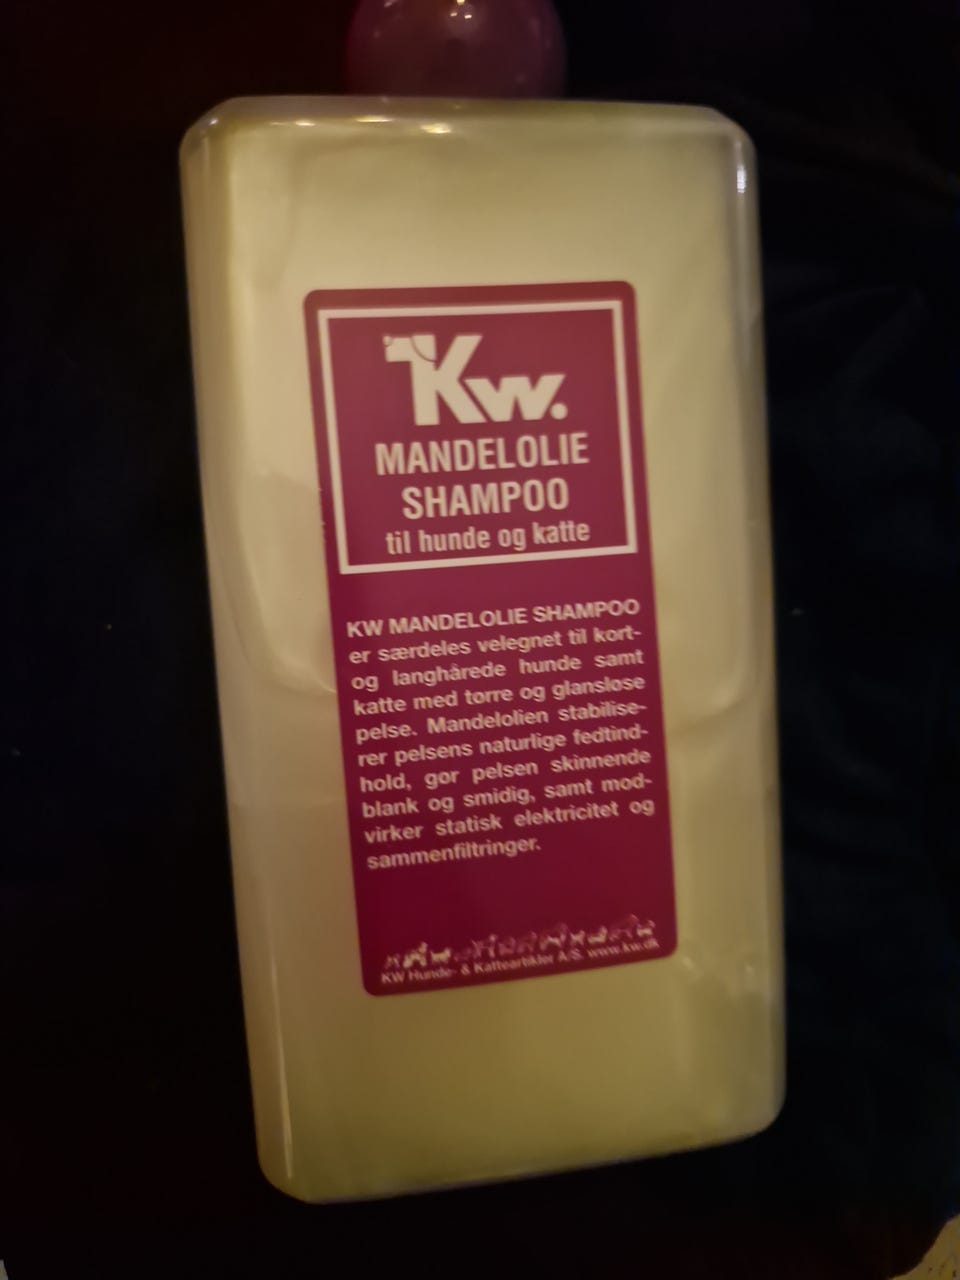 Kw.
MANDELOLIE
SHAMPOO
til hunde og katte
KW MANDELOLIE SHAMPOO
er særdeles velegnet til kort-
og langhårede hunde samt
katte med tørre og glansløse
pelse. Mandelolien stabilise-
rer pelsens naturlige fedtind-
hold, gør pelsen skinnende
blank og smidig, samt mod-
virker statisk elektricitet og
sammenfiltringer.
KW Hunde- & Katteartikler A/S. www.kw.dk